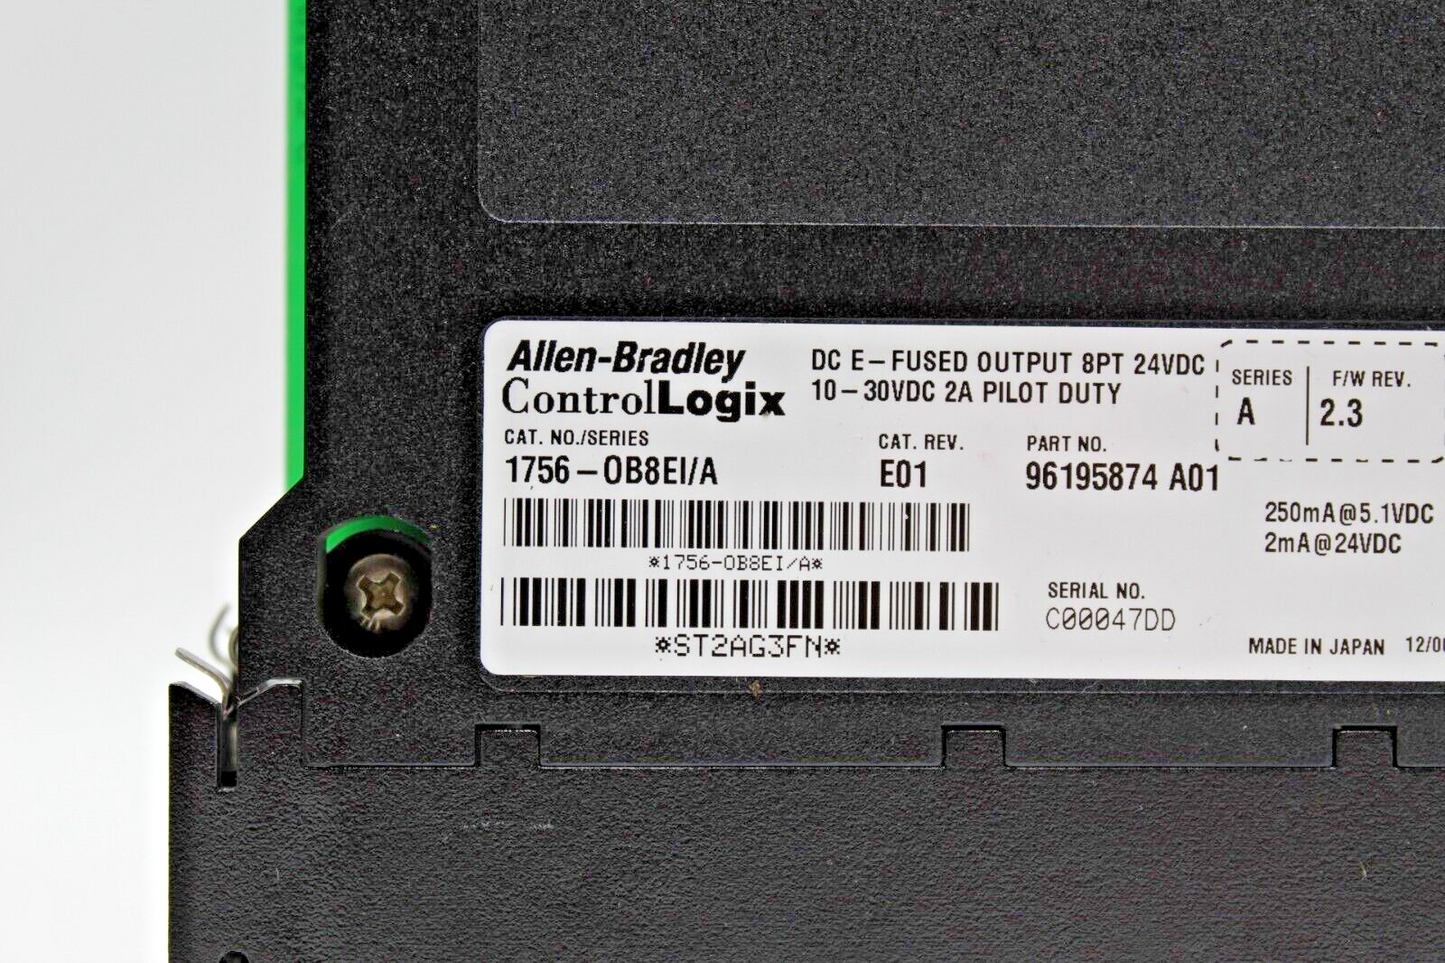 Allen-Bradley
ControlLogix
DC E-FUSED OUTPUT 8PT 24VDC
10-30VDC 2A PILOT DUTY
SERIES
A
F/W REV.
2.3
CAT. NO./SERIES
1756-OB8EI/A
CAT. REV.
E01
PART NO.
96195874 A01
*1756-OB8EI/A*
250mA@5.1VDC
2mA@24VDC
*ST2AG3FN*
SERIAL NO.
C00047DD
MADE IN JAPAN